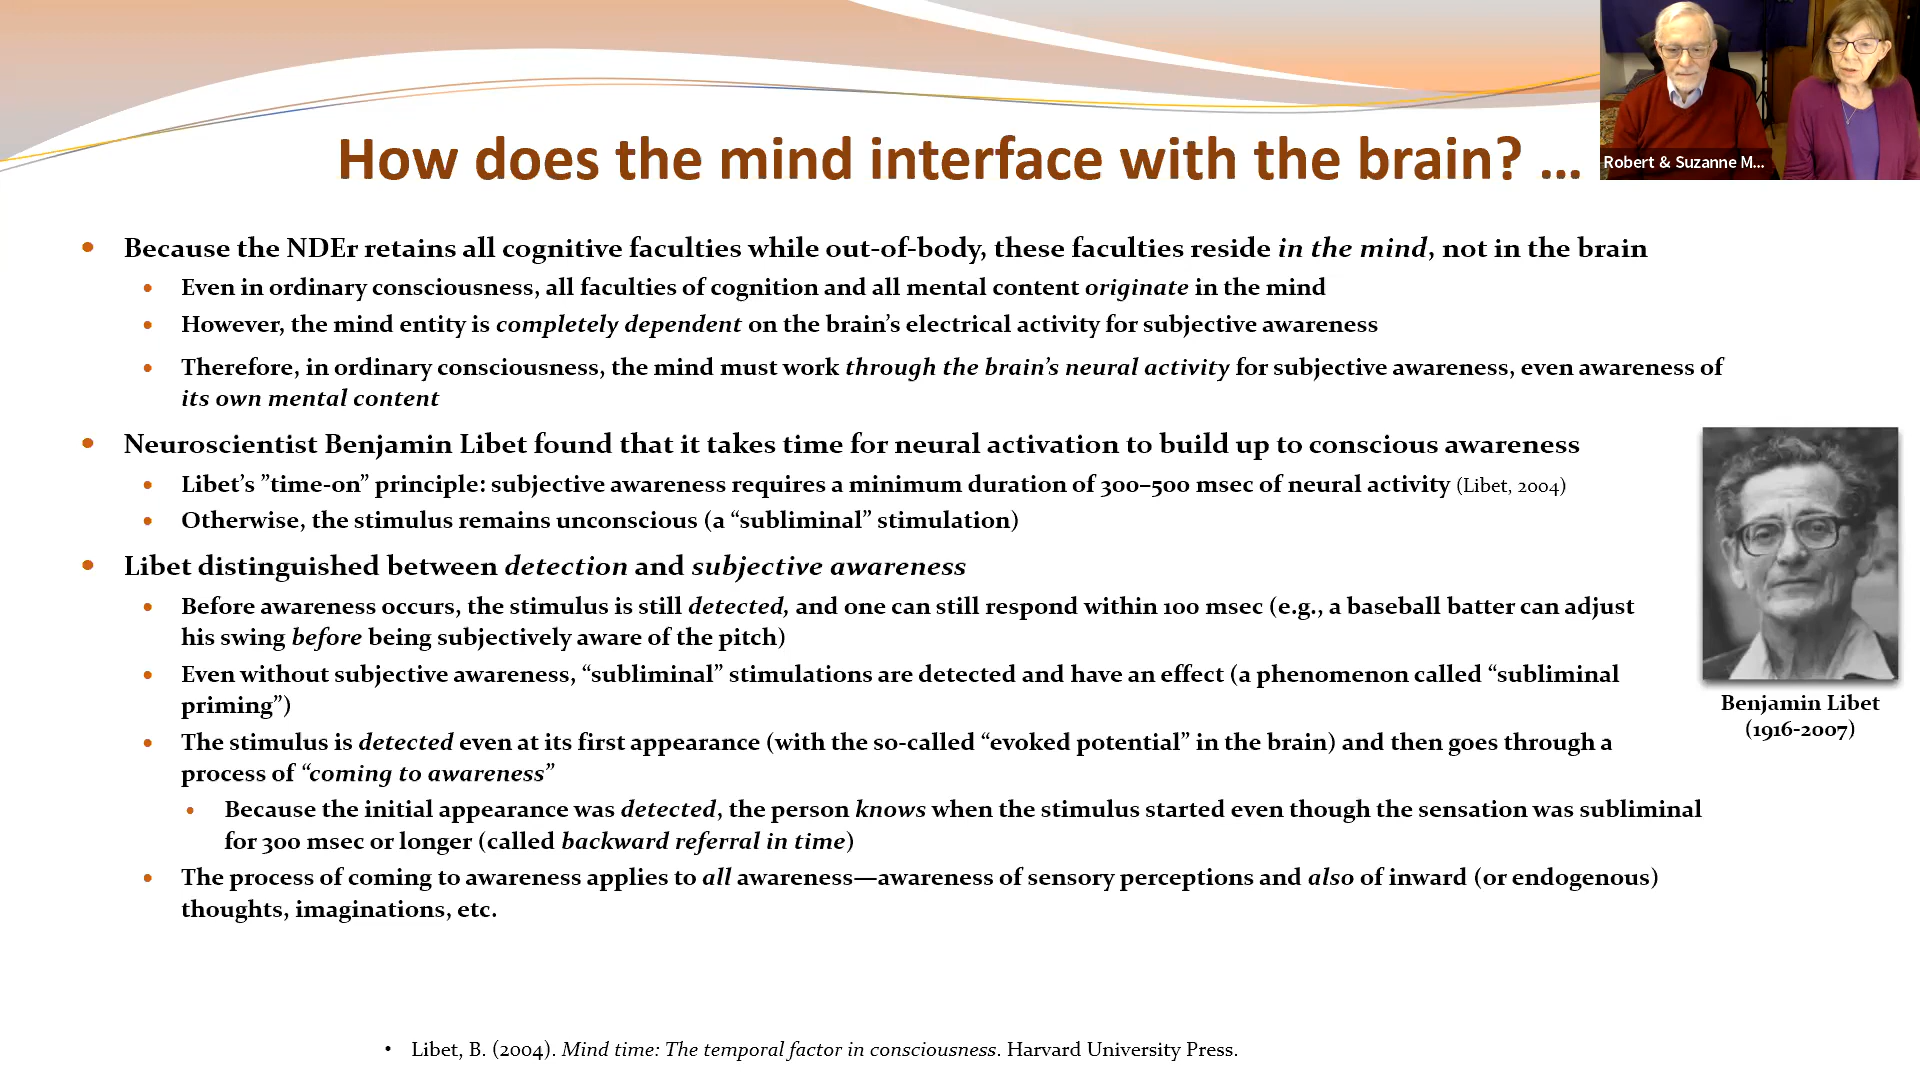 How does the mind interface with the brain? ...
Robert & Suzanne M...
• Because the NDEr retains all cognitive faculties while out-of-body, these faculties reside in the mind, not in the brain
• Even in ordinary consciousness, all faculties of cognition and all mental content originate in the mind
• However, the mind entity is completely dependent on the brain’s electrical activity for subjective awareness
• Therefore, in ordinary consciousness, the mind must work through the brain’s neural activity for subjective awareness, even awareness of
its own mental content
• Neuroscientist Benjamin Libet found that it takes time for neural activation to build up to conscious awareness
• Libet’s ”time-on” principle: subjective awareness requires a minimum duration of 300–500 msec of neural activity (Libet, 2004)
• Otherwise, the stimulus remains unconscious (a “subliminal” stimulation)
• Libet distinguished between detection and subjective awareness
• Before awareness occurs, the stimulus is still detected, and one can still respond within 100 msec (e.g., a baseball batter can adjust
his swing before being subjectively aware of the pitch)
• Even without subjective awareness, “subliminal” stimulations are detected and have an effect (a phenomenon called “subliminal
priming”)
• The stimulus is detected even at its first appearance (with the so-called “evoked potential” in the brain) and then goes through a
process of “coming to awareness”
• Because the initial appearance was detected, the person knows when the stimulus started even though the sensation was subliminal
for 300 msec or longer (called backward referral in time)
• The process of coming to awareness applies to all awareness—awareness of sensory perceptions and also of inward (or endogenous)
thoughts, imaginations, etc.
Benjamin Libet
(1916-2007)
• Libet, B. (2004). Mind time: The temporal factor in consciousness. Harvard University Press.